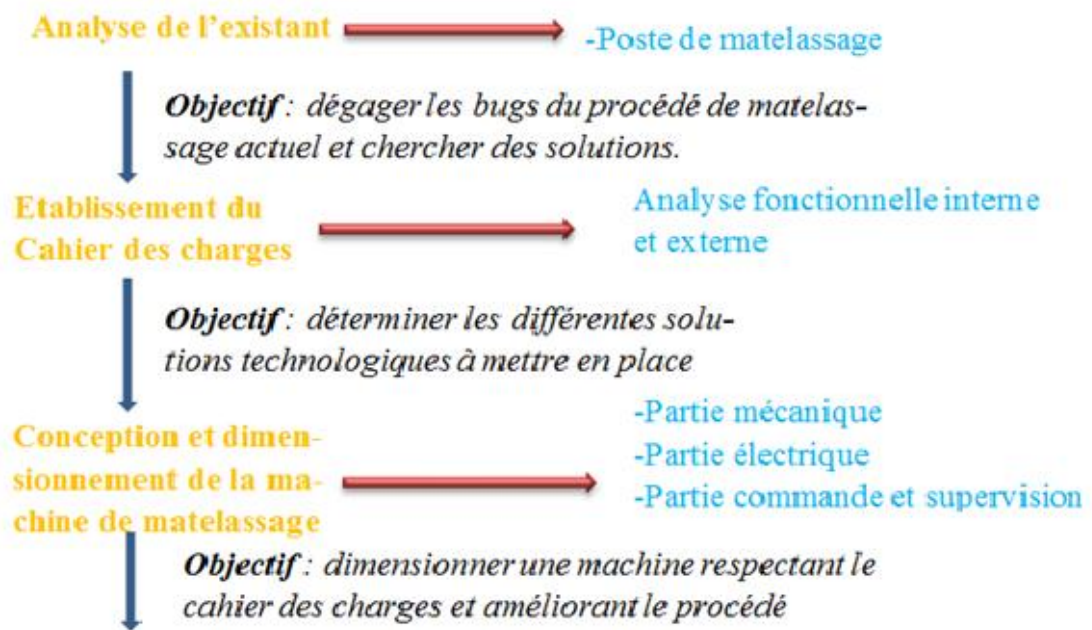 Analyse de l’existant
-Poste de matelassage
Objectif : dégager les bugs du procédé de matelas-
sage actuel et chercher des solutions.
Etablissement du
Cahier des charges
Analyse fonctionnelle interne
et externe
Objectif : déterminer les différentes solu-
tions technologiques à mettre en place
Conception et dimen-
sionnement de la ma-
chine de matelassage
-Partie mécanique
-Partie électrique
-Partie commande et supervision
Objectif : dimensionner une machine respectant le
cahier des charges et améliorant le procédé